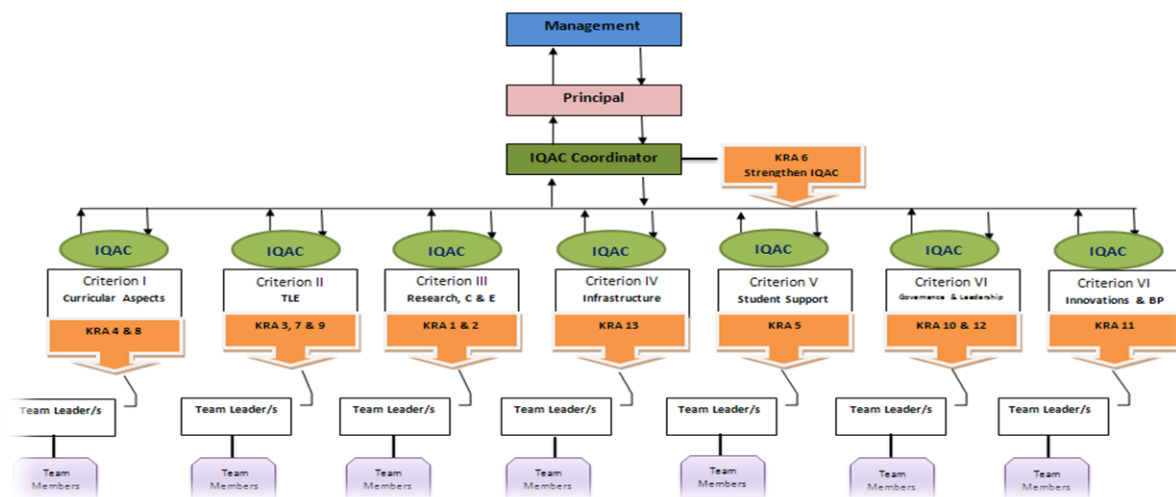 Management
Principal
IQAC Coordinator
KRA 6
Strengthen IQAC
IQAC
IQAC
IQAC
IQAC
IQAC
IQAC
IQAC
Criterion I
Curricular Aspects
Criterion II
TLE
Criterion III
Research, C & E
Criterion IV
Infrastructure
Criterion V
Student Support
Criterion VI
Governance & Leadership
Criterion VI
Innovations & BP
KRA 4 & 8
KRA 3, 7 & 9
KRA 1 & 2
KRA 13
KRA 5
KRA 10 & 12
KRA 11
Team Leader/s
Team Leader/s
Team Leader/s
Team Leader/s
Team Leader/s
Team Leader/s
Team Leader/s
Team
Members
Team
Members
Team
Members
Team
Members
Team
Members
Team
Members
Team
Members